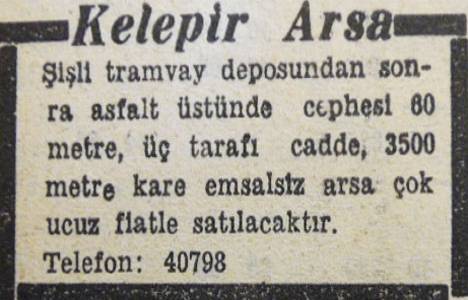 Kelepir Arsa
Şişli tramvay deposundan son-
ra asfalt üstünde cephesi 60
metre, üç tarafı cadde, 3500
metre kare emsalsiz arsa çok
ucuz fiatle satılacaktır.
Telefon: 40798